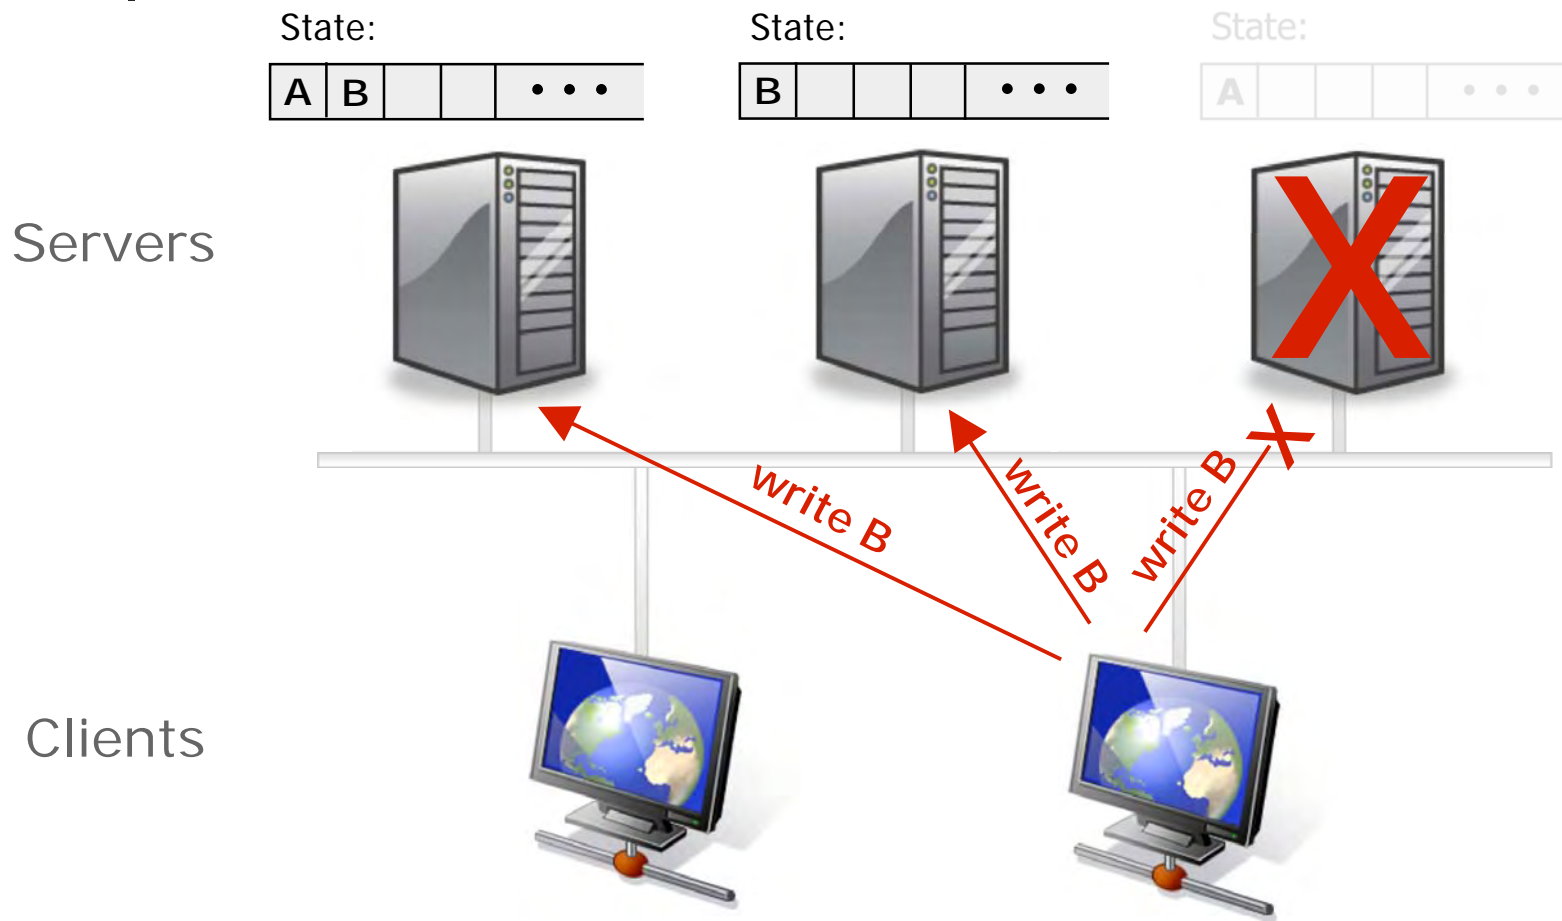 State:
State:
State:
A B • • •
B • • •
A • • •
Servers
X
X
write B
write B
write B
Clients